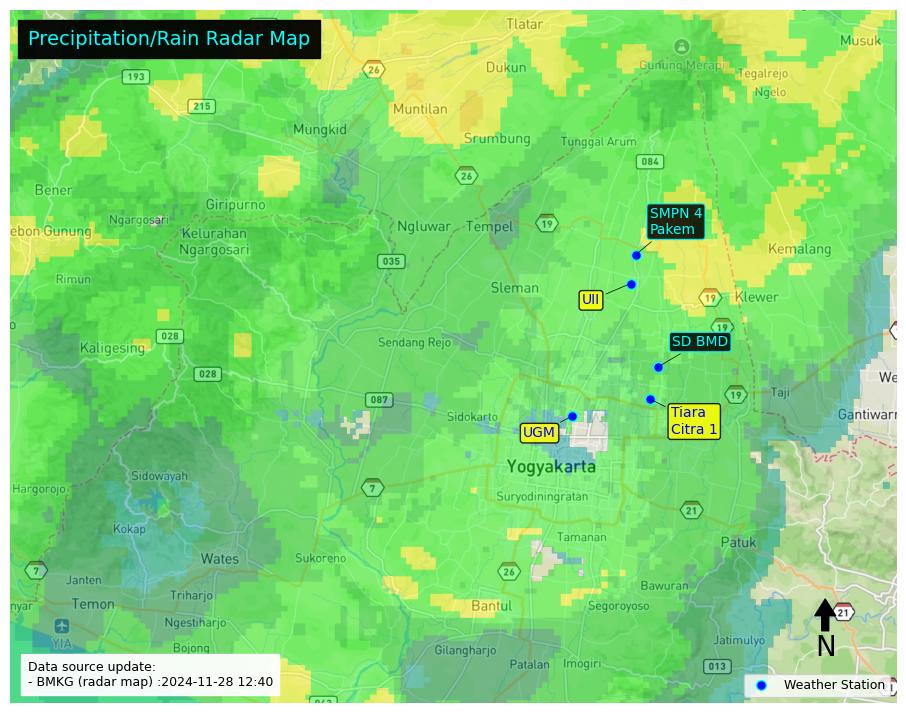 Precipitation/Rain Radar Map
Tlatar
Musuk
26
Dukun
Gunung Merapi
Tegalrejo
193
Ngelo
215
Muntilan
Mungkid
Srumbung
Tunggal Arum
084
26
Bener
Giripurno
Ngargosari
SMPN 4
Pakem
ebon Gunung
Kelurahan
Ngargosari
Ngluwar
Tempel
19
Kemalang
035
Rimun
Sleman
UII
19
Klewer
19
028
Kaligesing
Sendang Rejo
SD BMD
028
We
087
19
Taji
Sidokarto
Gantiwarn
UGM
Tiara
Citra 1
Yogyakarta
Sidowayah
Hargorojo
7
Suryodiningratan
21
Kokap
Tamanan
Patuk
Wates
Sukoreno
7
26
Janten
Bawuran
Triharjo
nyar
Temon
Bantul
Segoroyoso
21
Ngestiharjo
YIA
Jatimulyo
N
Bojong
Gilangharjo
Patalan
Imogiri
013
Data source update:
- BMKG (radar map) :2024-11-28 12:40
Weather Station